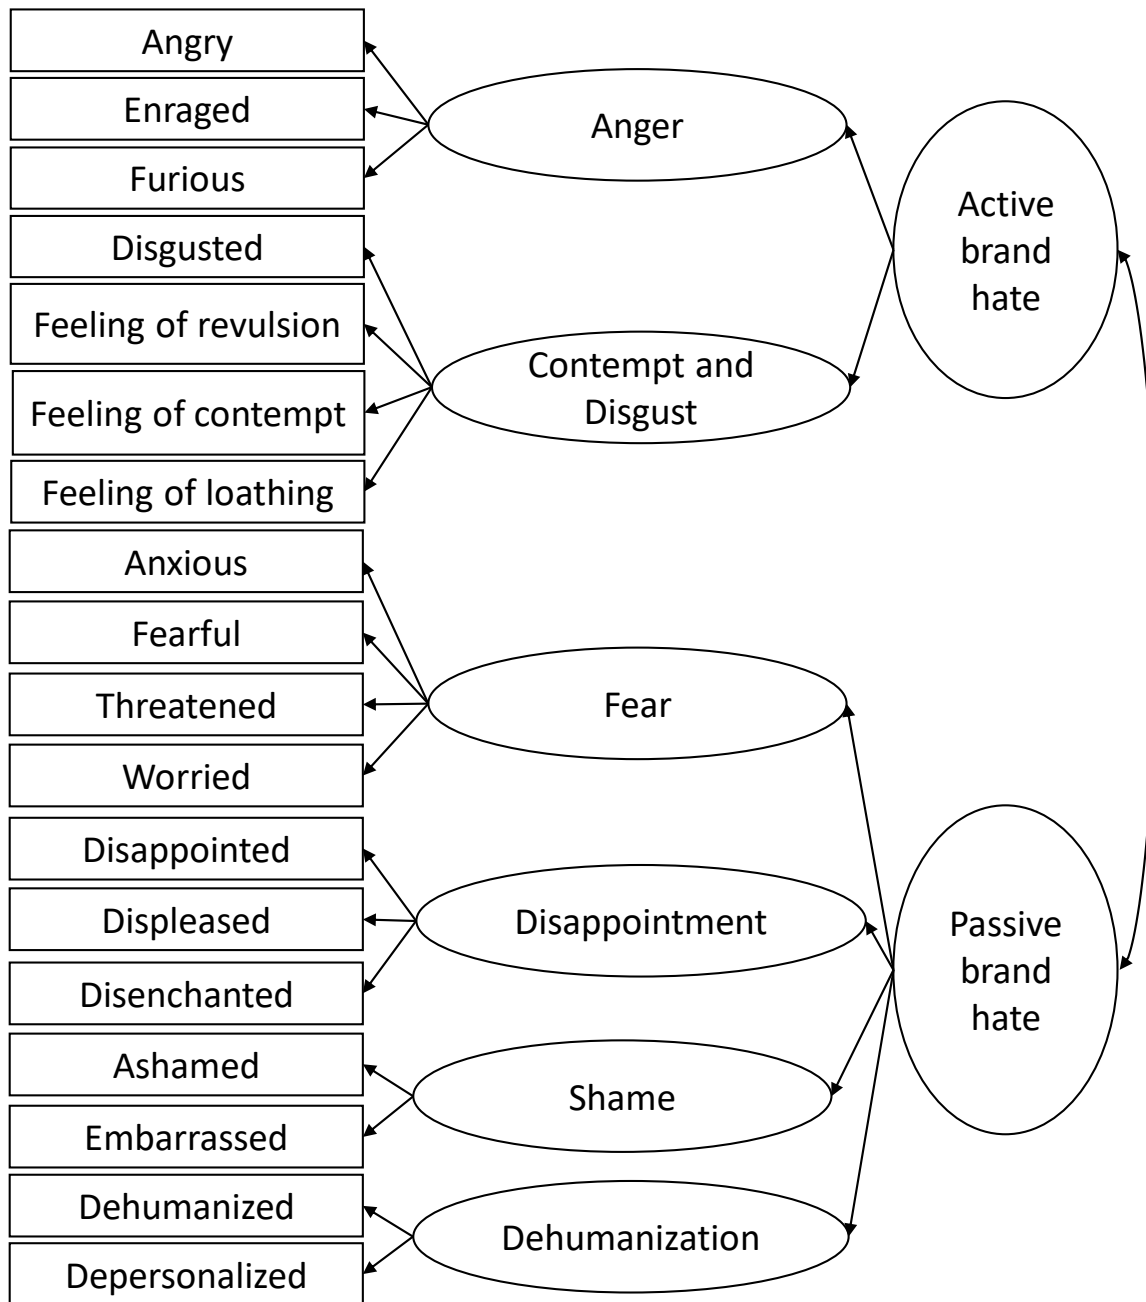 Angry
Enraged
Furious
Disgusted
Feeling of revulsion
Feeling of contempt
Feeling of loathing
Anxious
Fearful
Threatened
Worried
Disappointed
Displeased
Disenchanted
Ashamed
Embarrassed
Dehumanized
Depersonalized
Anger
Contempt and
Disgust
Fear
Disappointment
Shame
Dehumanization
Active
brand
hate
Passive
brand
hate